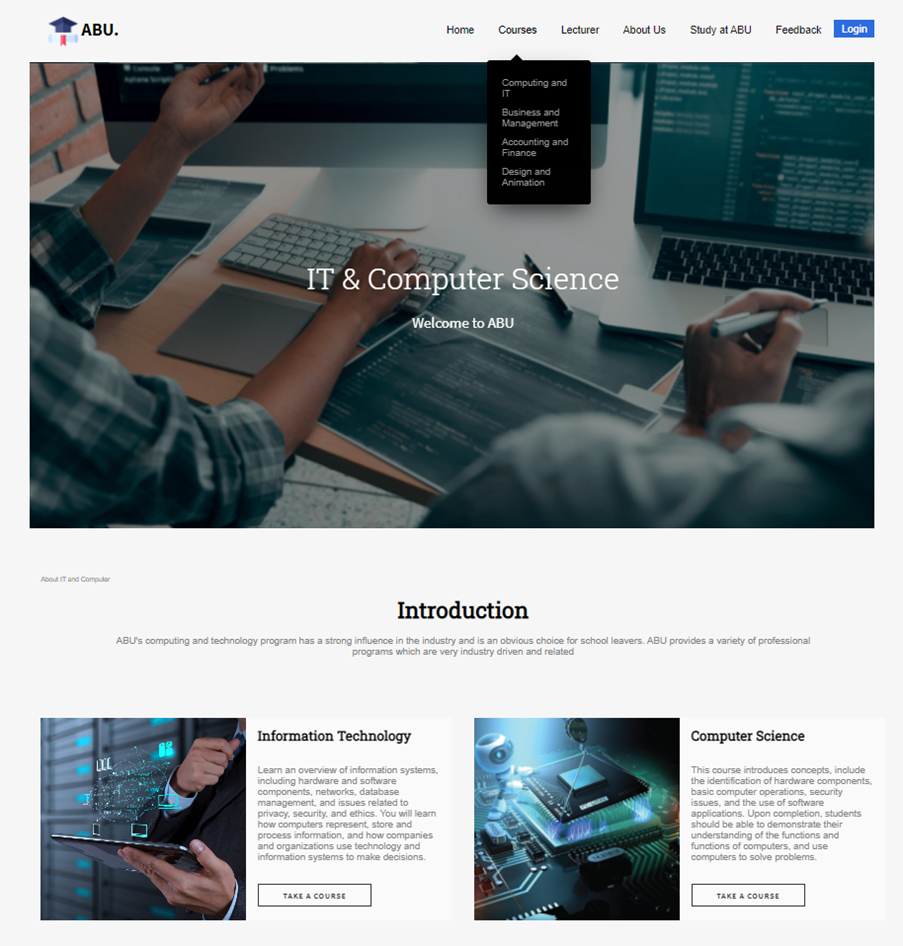 ABU.
Home Courses Lecturer About Us Study at ABU Feedback Login
Computing and
IT
Business and
Management
Accounting and
Finance
Design and
Animation
Problems
IT & Computer Science
Welcome to ABU
About IT and Computer
Introduction
ABU's computing and technology program has a strong influence in the industry and is an obvious choice for school leavers. ABU provides a variety of professional
programs which are very industry driven and related
Information Technology
Learn an overview of information systems,
including hardware and software
components, networks, database
management, and issues related to
privacy, security, and ethics. You will learn
how computers represent, store and
process information, and how companies
and organizations use technology and
information systems to make decisions.
TAKE A COURSE
Computer Science
This course introduces concepts, include
the identification of hardware components,
basic computer operations, security
issues, and the use of software
applications. Upon completion, students
should be able to demonstrate their
understanding of the functions and
functions of computers, and use
computers to solve problems.
TAKE A COURSE